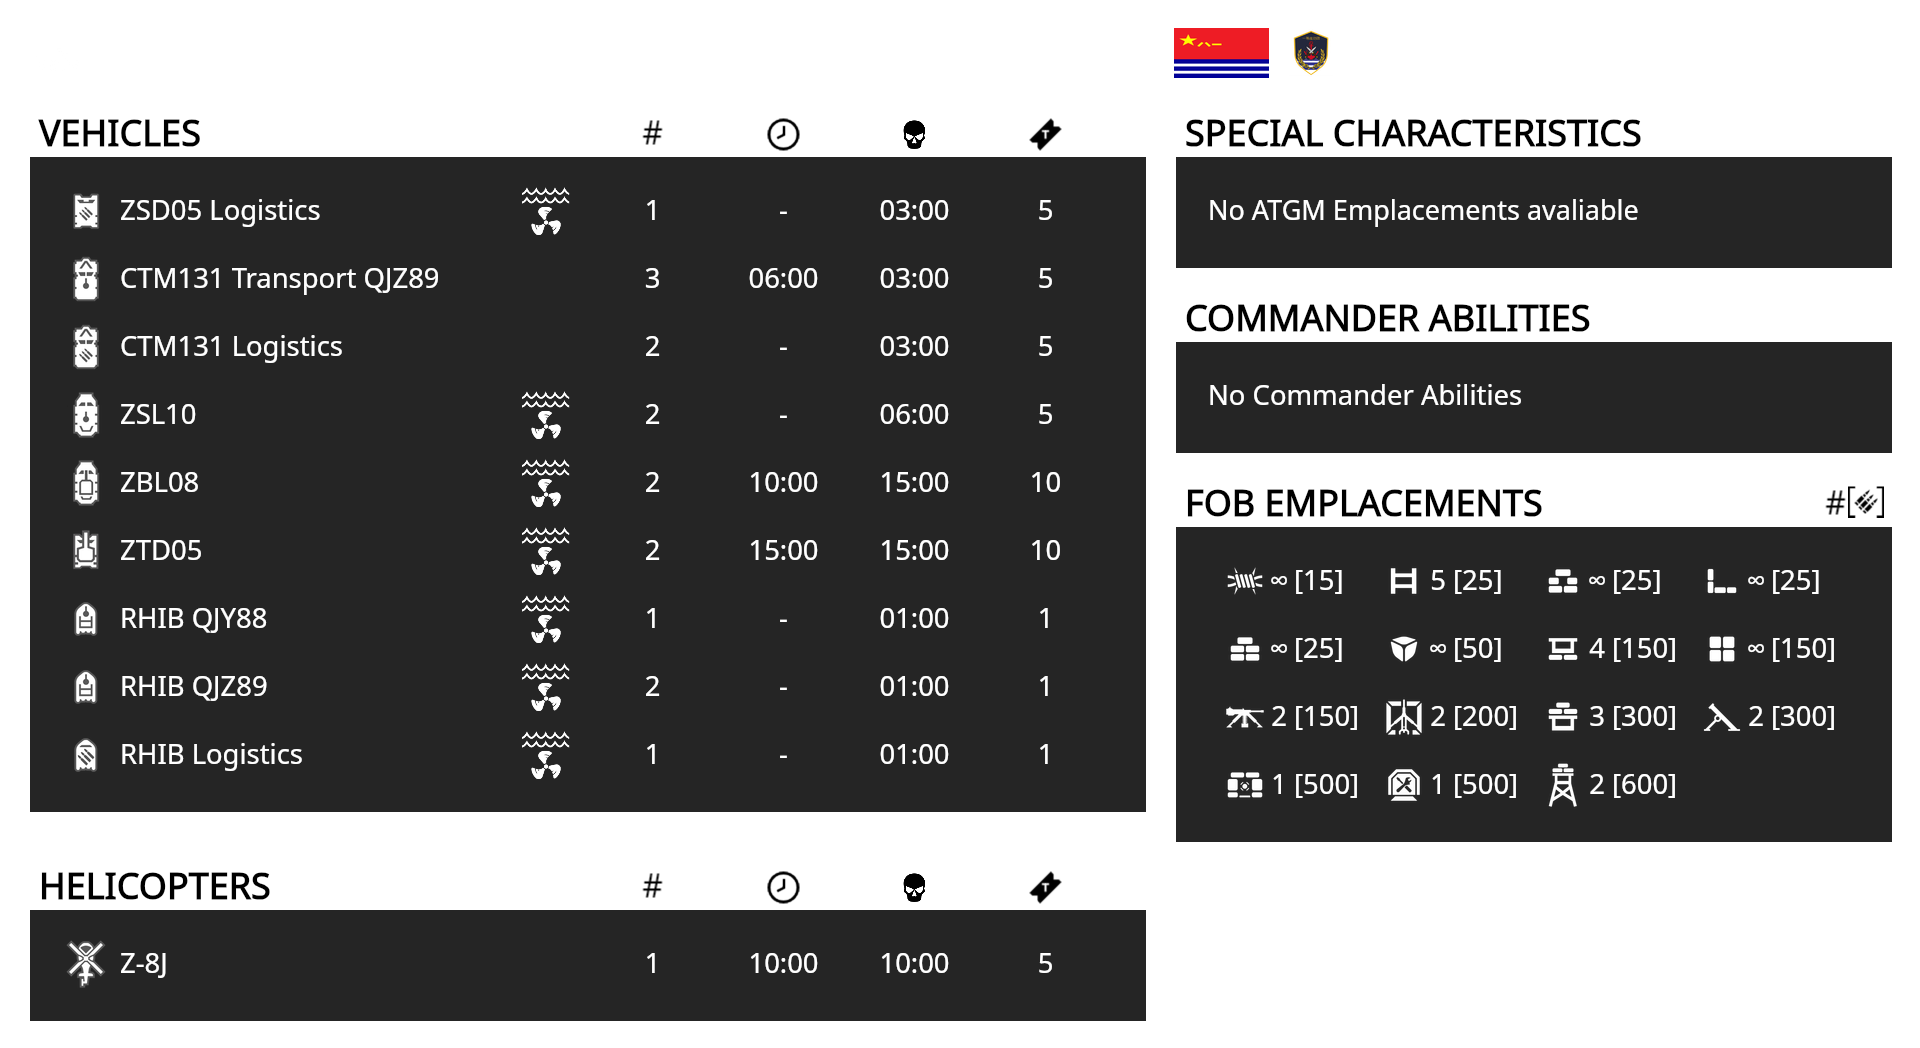 VEHICLES #
ZSD05 Logistics 1 - 03:00 5
CTM131 Transport QJZ89 3 06:00 03:00 5
CTM131 Logistics 2 - 03:00 5
ZSL10 2 - 06:00 5
ZBL08 2 10:00 15:00 10
ZTD05 2 15:00 15:00 10
RHIB QJY88 1 - 01:00 1
RHIB QJZ89 2 - 01:00 1
RHIB Logistics 1 - 01:00 1
HELICOPTERS #
Z-8J 1 10:00 10:00 5
SPECIAL CHARACTERISTICS
No ATGM Emplacements avaliable
COMMANDER ABILITIES
No Commander Abilities
FOB EMPLACEMENTS #[]
∞ [15] 5 [25] ∞ [25] ∞ [25]
∞ [25] ∞ [50] 4 [150] ∞ [150]
2 [150] 2 [200] 3 [300] 2 [300]
1 [500] 1 [500] 2 [600]